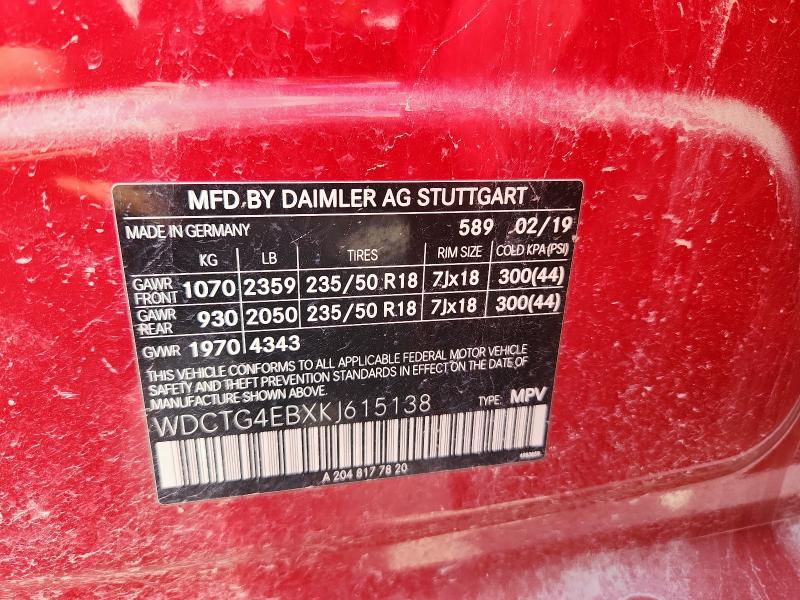 MFD.BY DAIMLER AG STUTTGART
MADE IN GERMANY 589 02/19
KG LB TIRES RIM SIZE COLD KPA(PSI)
GAWR FRONT 1070 2359 235/50 R18 7Jx18 300(44)
GAWR REAR 930 2050 235/50 R18 7Jx18 300(44)
GVWR 1970 4343
THIS VEHICLE CONFORMS TO ALL APPLICABLE FEDERAL MOTOR VEHICLE
SAFETY AND THEFT PREVENTION STANDARDS IN EFFECT ON THE DATE OF
MANUFACTURE SHOWN ABOVE.
WDCTG4EBXKJ615138 TYPE: MPV
A 204 817 78 20